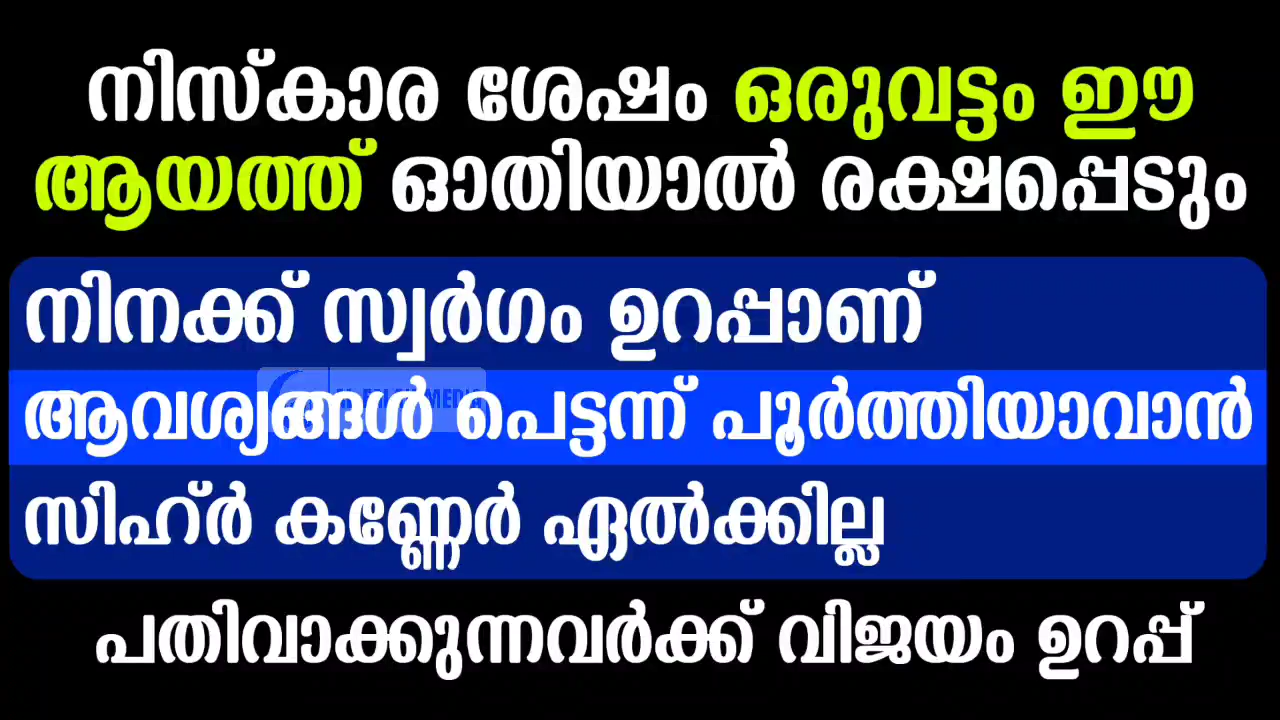 നിസ്കാര ശേഷം ഒരുവട്ടം ഈ
ആയത്ത് ഓതിയാൽ രക്ഷപ്പെടും
നിനക്ക് സ്വർഗം ഉറപ്പാണ്
ആവശ്യങ്ങൾ പെട്ടന്ന് പൂർത്തിയാവാൻ
സിഹ്ർ കണ്ണേർ ഏൽക്കില്ല
പതിവാക്കുന്നവർക്ക് വിജയം ഉറപ്പ്